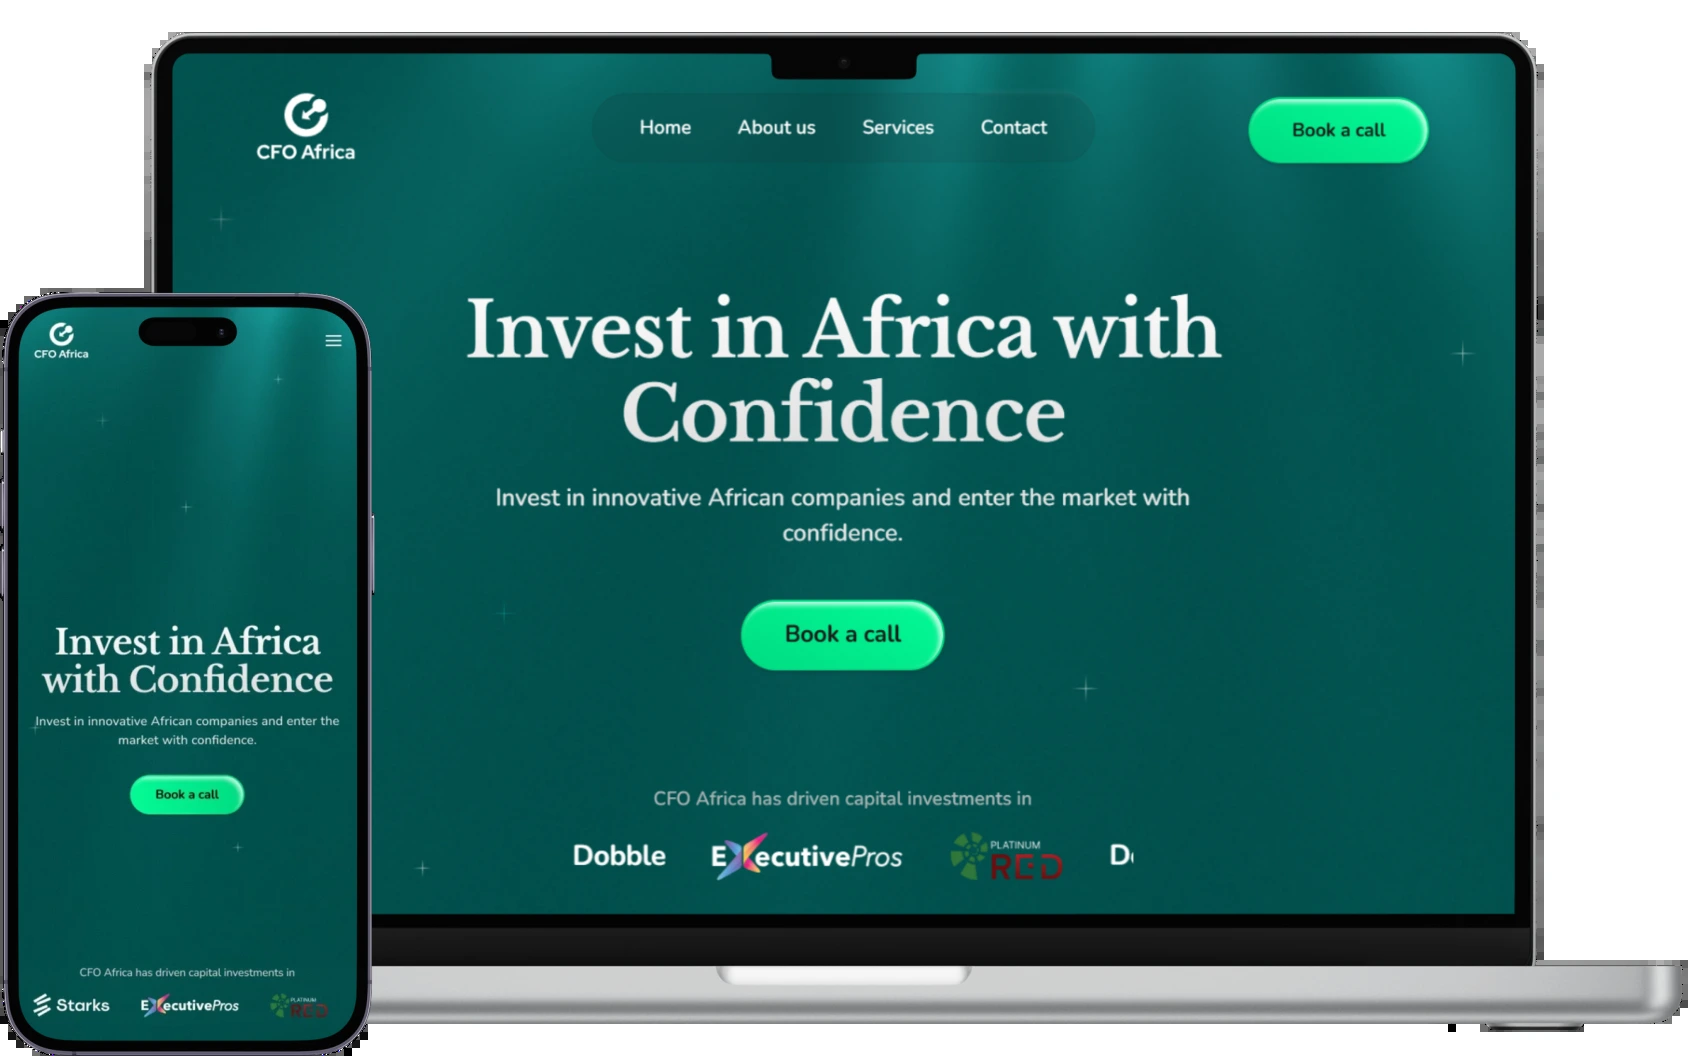 CFO Africa
Home About us Services Contact
Book a call
Invest in Africa with
Confidence
Invest in innovative African companies and enter the market with
confidence.
Book a call
CFO Africa has driven capital investments in
Dobble ExecutivePros PLATINUM RED D
CFO Africa
Invest in Africa
with Confidence
Invest in innovative African companies and enter the
market with confidence.
Book a call
CFO Africa has driven capital investments in
Starks ExecutivePros PLATINUM RED